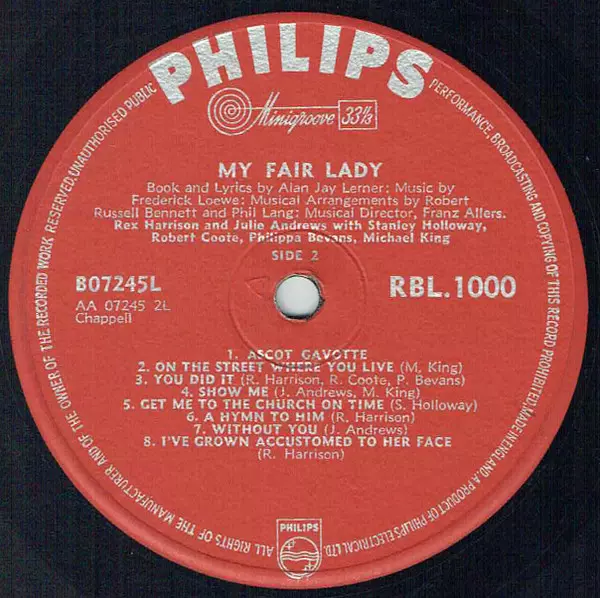 PHILIPS
Minigroove 33⅓
MY FAIR LADY
Book and Lyrics by Alan Jay Lerner: Music by
Frederick Loewe: Musical Arrangements by Robert
Russell Bennett and Phil Lang: Musical Director, Franz Allers.
Rex Harrison and Julie Andrews with Stanley Holloway,
Robert Coote, Philippa Bevans, Michael King
SIDE 2
B07245L
RBL.1000
AA 07245 2L
Chappell
1. ASCOT GAVOTTE
2. ON THE STREET WHERE YOU LIVE (M. King)
3. YOU DID IT (R. Harrison, R. Coote, P. Bevans)
4. SHOW ME (J. Andrews, M. King)
5. GET ME TO THE CHURCH ON TIME (S. Holloway)
6. A HYMN TO HIM (R. Harrison)
7. WITHOUT YOU (J. Andrews)
8. I'VE GROWN ACCUSTOMED TO HER FACE
(R. Harrison)
PHILIPS
ALL RIGHTS OF THE MANUFACTURER AND OF THE OWNER OF THE RECORDED WORK RESERVED. UNAUTHORISED PUBLIC PERFORMANCE, BROADCASTING AND COPYING OF THIS RECORD PROHIBITED. MADE IN ENGLAND. A PRODUCT OF PHILIPS ELECTRICAL LTD.